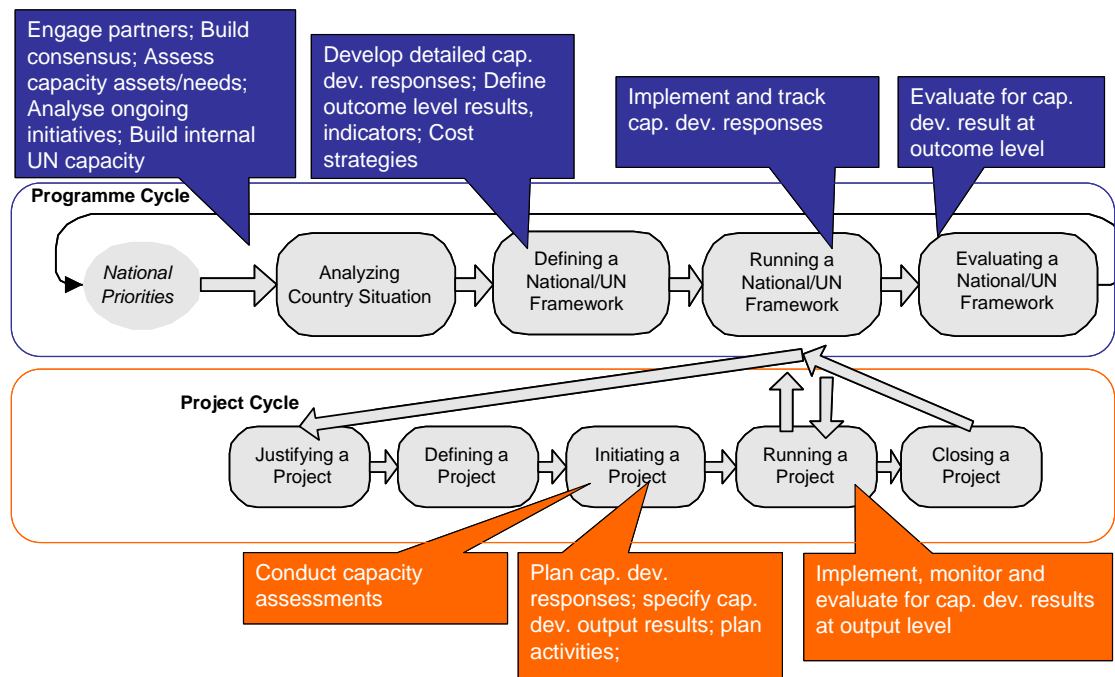 Engage partners; Build
consensus; Assess
capacity assets/needs;
Analyse ongoing
initiatives; Build internal
UN capacity
Develop detailed cap.
dev. responses; Define
outcome level results,
indicators; Cost
strategies
Implement and track
cap. dev. responses
Evaluate for cap.
dev. result at
outcome level
Programme Cycle
National
Priorities
Analyzing
Country Situation
Defining a
National/UN
Framework
Running a
National/UN
Framework
Evaluating a
National/UN
Framework
Project Cycle
Justifying a
Project
Defining a
Project
Initiating a
Project
Running a
Project
Closing a
Project
Conduct capacity
assessments
Plan cap. dev.
responses; specify cap.
dev. output results; plan
activities;
Implement, monitor and
evaluate for cap. dev. results
at output level